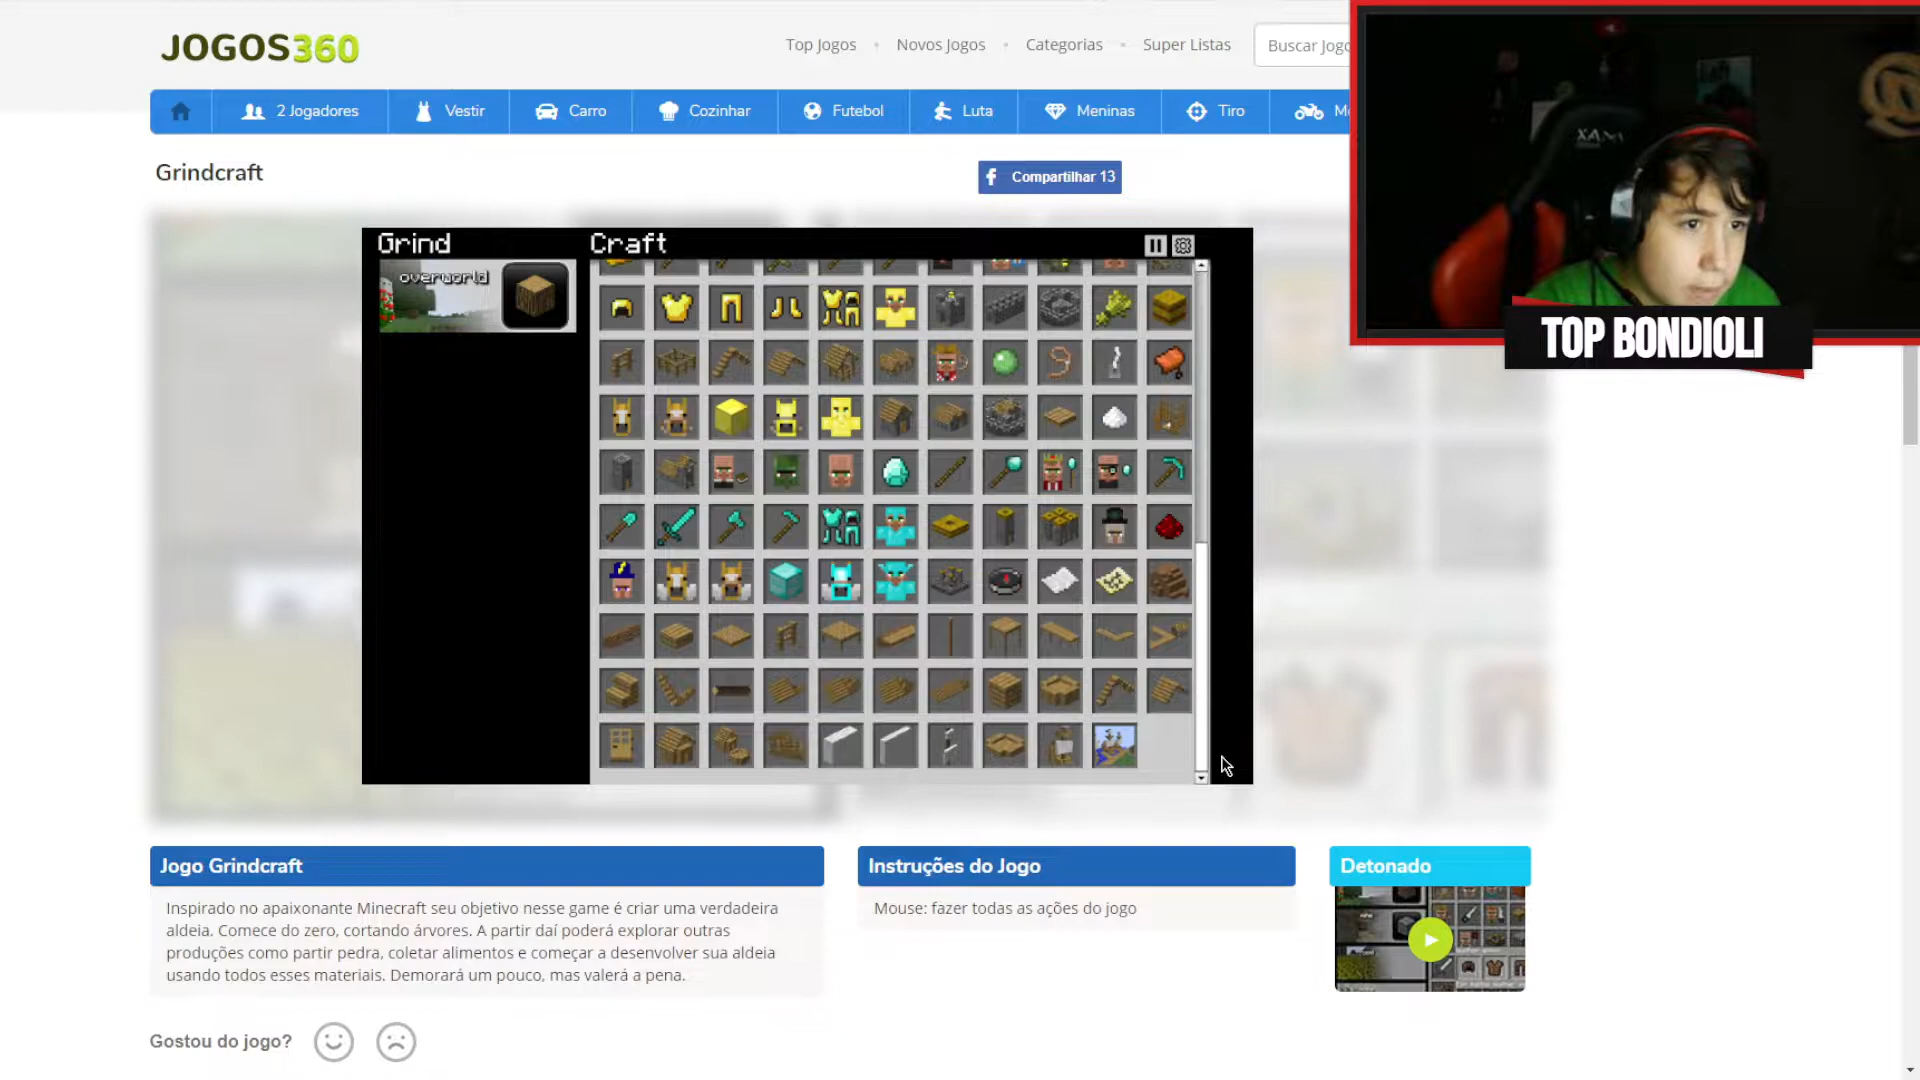 JOGOS360
Top Jogos • Novos Jogos • Categorias • Super Listas
Buscar Jogo
2 Jogadores
Vestir
Carro
Cozinhar
Futebol
Luta
Meninas
Tiro
Grindcraft
Compartilhar 13
XAM
TOP BONDIOLI
Grind
Craft
overworld
Jogo Grindcraft
Inspirado no apaixonante Minecraft seu objetivo nesse game é criar uma verdadeira
aldeia. Comece do zero, cortando árvores. A partir daí poderá explorar outras
produções como partir pedra, coletar alimentos e começar a desenvolver sua aldeia
usando todos esses materiais. Demorará um pouco, mas valerá a pena.
Instruções do Jogo
Mouse: fazer todas as ações do jogo
Detonado
Gostou do jogo?